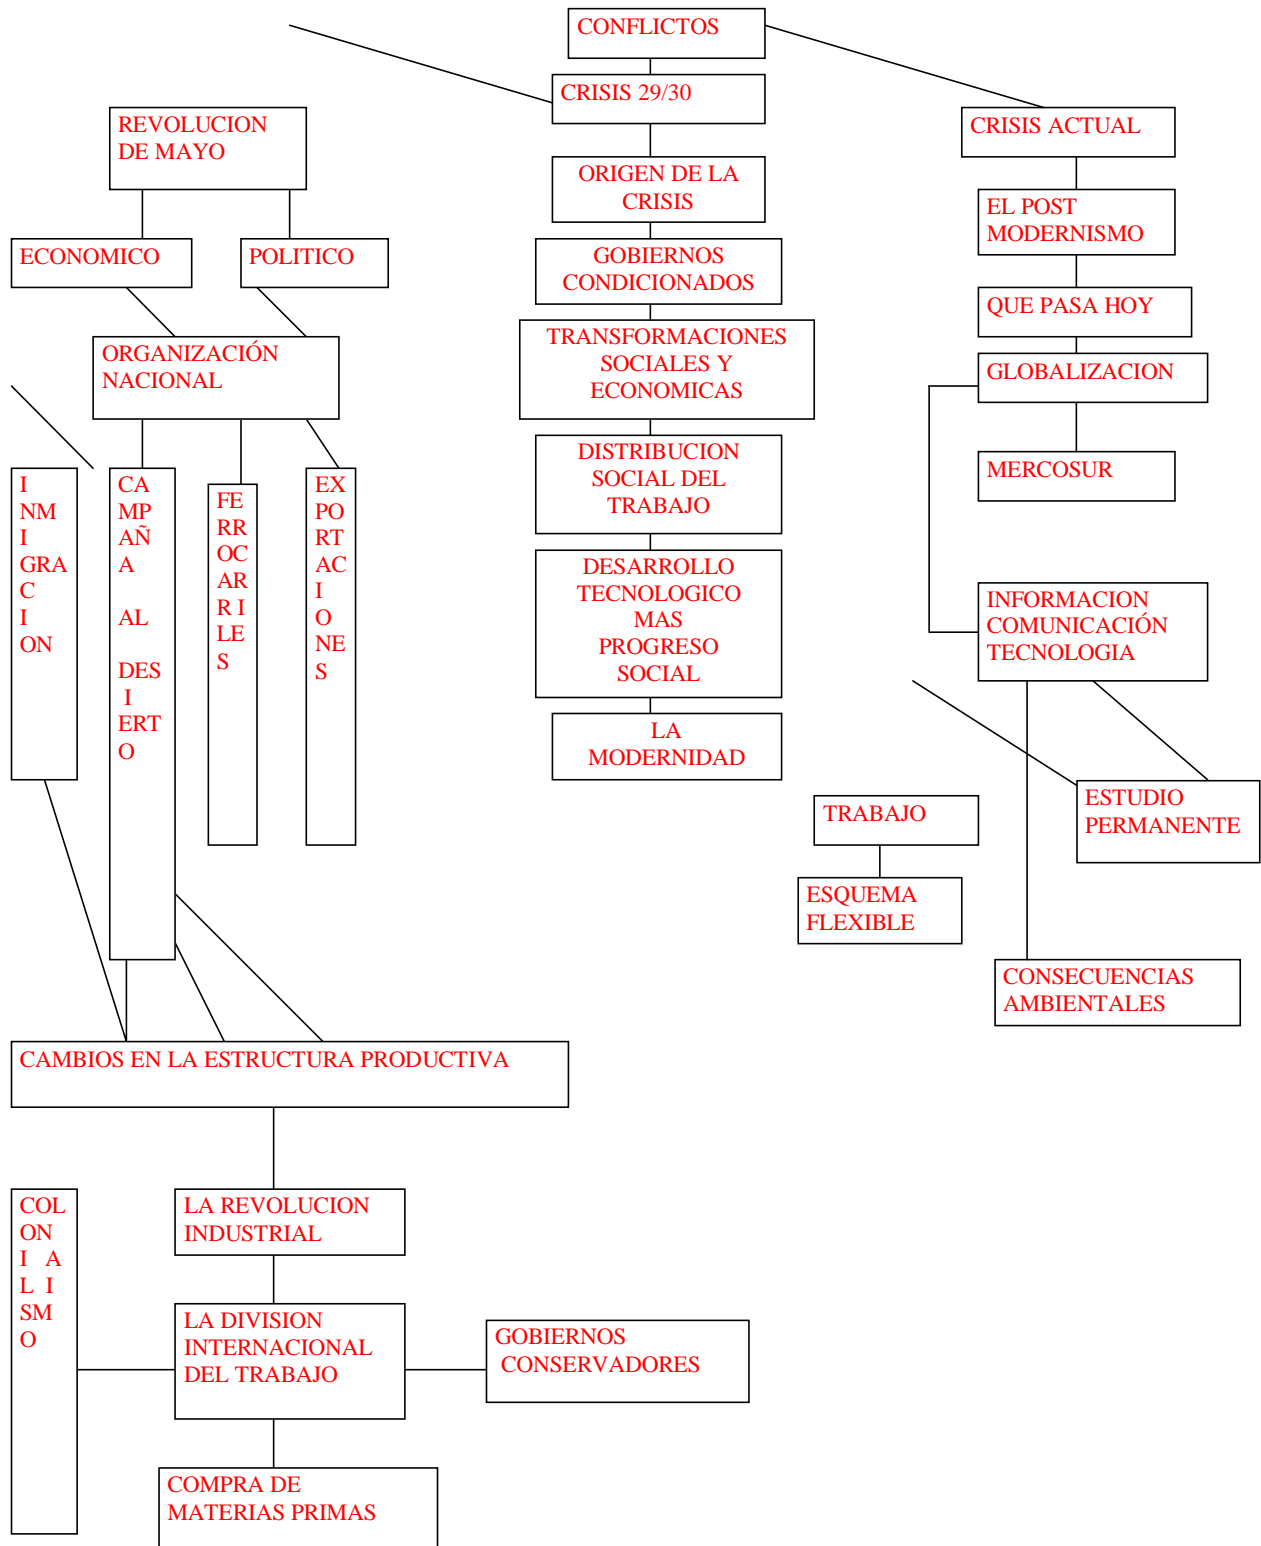 CONFLICTOS
CRISIS 29/30
REVOLUCION
DE MAYO
CRISIS ACTUAL
ORIGEN DE LA
CRISIS
EL POST
MODERNISMO
ECONOMICO
POLITICO
GOBIERNOS
CONDICIONADOS
QUE PASA HOY
ORGANIZACIÓN
NACIONAL
TRANSFORMACIONES
SOCIALES Y
ECONOMICAS
GLOBALIZACION
DISTRIBUCION
SOCIAL DEL
TRABAJO
MERCOSUR
I
NM
I
GRA
C
I
ON
CA
MP
AÑ
A
AL
DES
I
ERT
O
FE
RR
OC
AR
R I
LE
S
EX
PO
RT
AC
I
O
NE
S
DESARROLLO
TECNOLOGICO
MAS
PROGRESO
SOCIAL
INFORMACION
COMUNICACIÓN
TECNOLOGIA
LA
MODERNIDAD
TRABAJO
ESTUDIO
PERMANENTE
ESQUEMA
FLEXIBLE
CONSECUENCIAS
AMBIENTALES
CAMBIOS EN LA ESTRUCTURA PRODUCTIVA
COL
ON
I A
L I
SM
O
LA REVOLUCION
INDUSTRIAL
LA DIVISION
INTERNACIONAL
DEL TRABAJO
GOBIERNOS
CONSERVADORES
COMPRA DE
MATERIAS PRIMAS